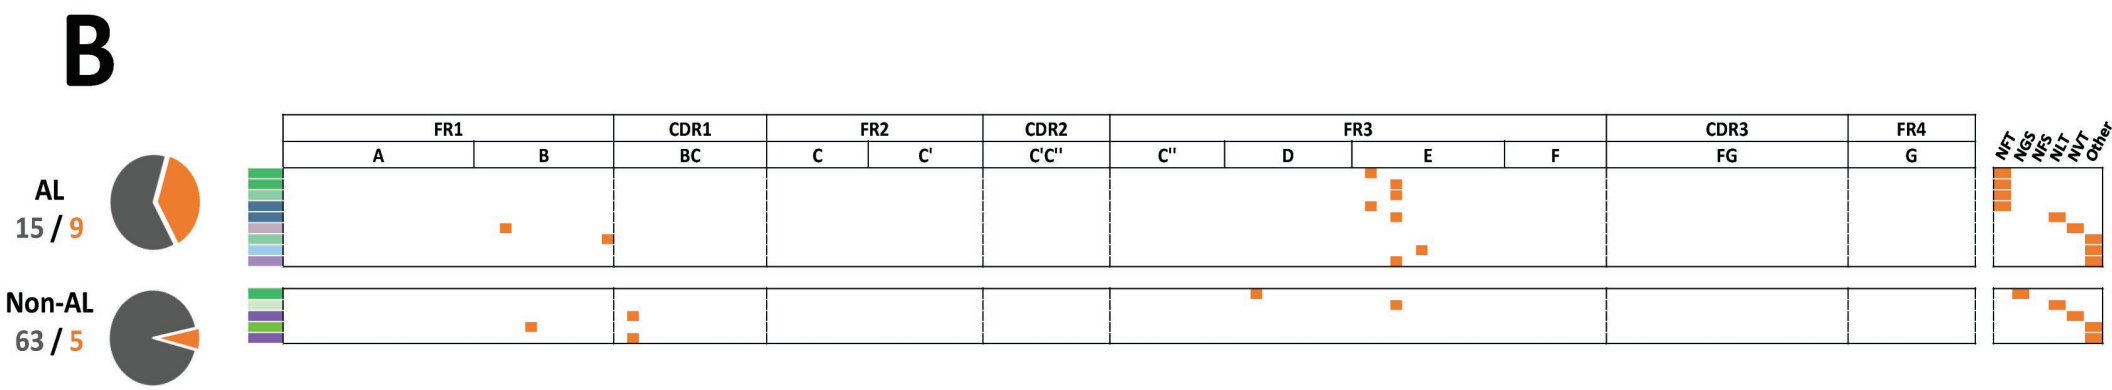 B
FR1 CDR1 FR2 CDR2 FR3 CDR3 FR4
A B BC C C' C'C'' C'' D E F FG G
NFT NGS NFS NLT NVT Other
AL
15 / 9
Non-AL
63 / 5